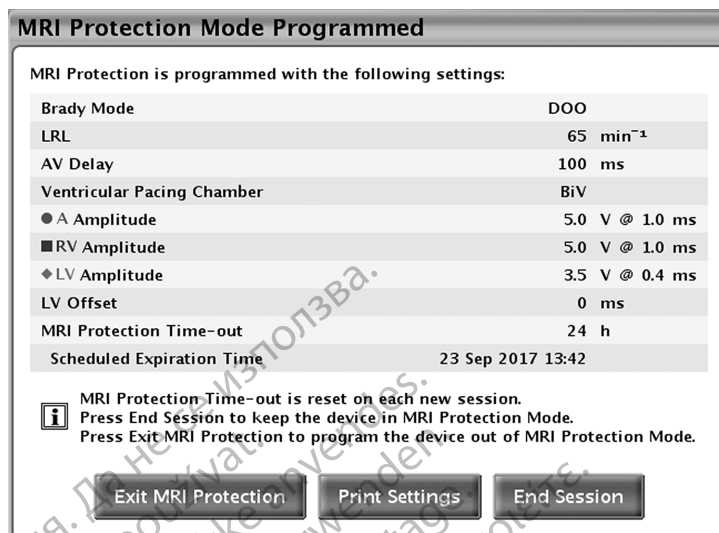 MRI Protection Mode Programmed
MRI Protection is programmed with the following settings:
Brady Mode DOO
LRL 65 min⁻¹
AV Delay 100 ms
Ventricular Pacing Chamber BiV
A Amplitude 5.0 V @ 1.0 ms
RV Amplitude 5.0 V @ 1.0 ms
LV Amplitude 3.5 V @ 0.4 ms
LV Offset 0 ms
MRI Protection Time-out 24 h
Scheduled Expiration Time 23 Sep 2017 13:42
MRI Protection Time-out is reset on each new session.
Press End Session to keep the device in MRI Protection Mode.
Press Exit MRI Protection to program the device out of MRI Protection Mode.
Exit MRI Protection Print Settings End Session
Да не се използва.